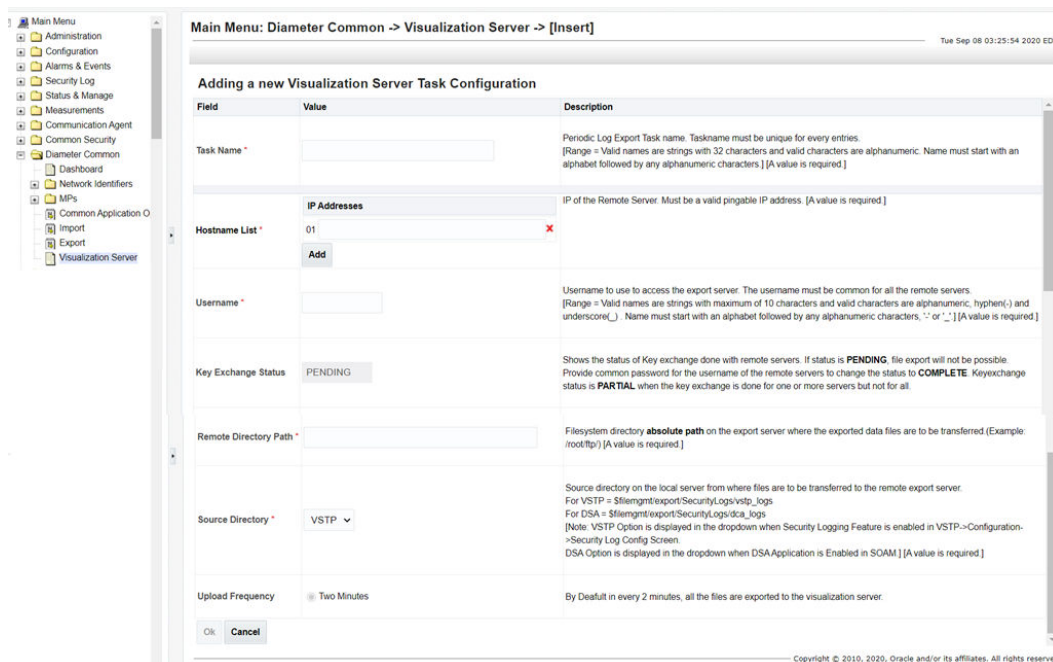 Main Menu
Administration
Configuration
Alarms & Events
Security Log
Status & Manage
Measurements
Communication Agent
Common Security
Diameter Common
Dashboard
Network Identifiers
MPs
Common Application O
Import
Export
Visualization Server
Main Menu: Diameter Common -> Visualization Server -> [Insert]
Tue Sep 08 03:25:54 2020 ED
Adding a new Visualization Server Task Configuration
Field Value Description
Task Name *
Periodic Log Export Task name. Taskname must be unique for every entries.
[Range = Valid names are strings with 32 characters and valid characters are alphanumeric. Name must start with an
alphabet followed by any alphanumeric characters.] [A value is required.]
Hostname List *
IP Addresses
01
Add
IP of the Remote Server. Must be a valid pingable IP address. [A value is required.]
Username *
Username to use to access the export server. The username must be common for all the remote servers.
[Range = Valid names are strings with maximum of 10 characters and valid characters are alphanumeric, hyphen(-) and
underscore(_) . Name must start with an alphabet followed by any alphanumeric characters, '-' or '_'.] [A value is required.]
Key Exchange Status
PENDING
Shows the status of Key exchange done with remote servers. If status is PENDING, file export will not be possible.
Provide common password for the username of the remote servers to change the status to COMPLETE. Keyexchange
status is PARTIAL when the key exchange is done for one or more servers but not for all.
Remote Directory Path *
Filesystem directory absolute path on the export server where the exported data files are to be transferred.(Example:
/root/ftp/) [A value is required.]
Source Directory *
VSTP
Source directory on the local server from where files are to be transferred to the remote export server.
For VSTP = $filemgmt/export/SecurityLogs/vstp_logs
For DSA = $filemgmt/export/SecurityLogs/dca_logs
[Note: VSTP Option is displayed in the dropdown when Security Logging Feature is enabled in VSTP->Configuration-
>Security Log Config Screen.
DSA Option is displayed in the dropdown when DSA Application is Enabled in SOAM.] [A value is required.]
Upload Frequency
Two Minutes
By Deafult in every 2 minutes, all the files are exported to the visualization server.
Ok Cancel
Copyright © 2010, 2020, Oracle and/or its affiliates. All rights reserve